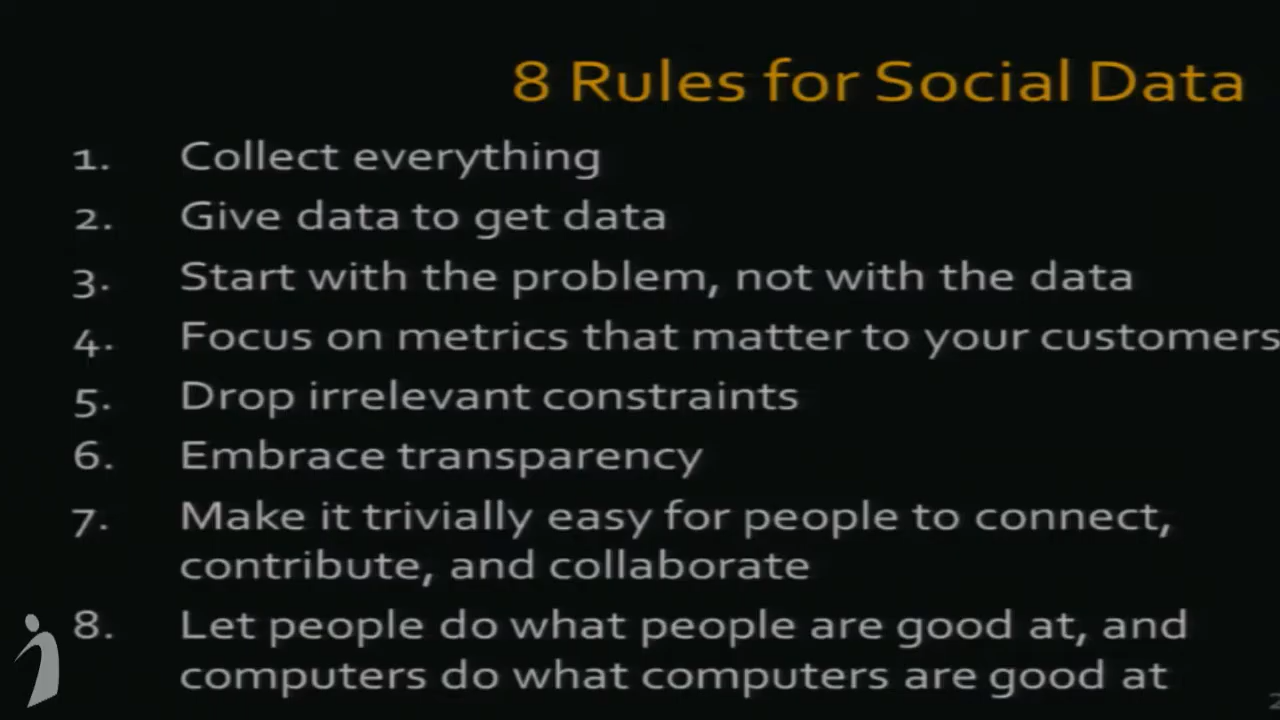 8 Rules for Social Data
1. Collect everything
2. Give data to get data
3. Start with the problem, not with the data
4. Focus on metrics that matter to your customers
5. Drop irrelevant constraints
6. Embrace transparency
7. Make it trivially easy for people to connect,
contribute, and collaborate
8. Let people do what people are good at, and
computers do what computers are good at